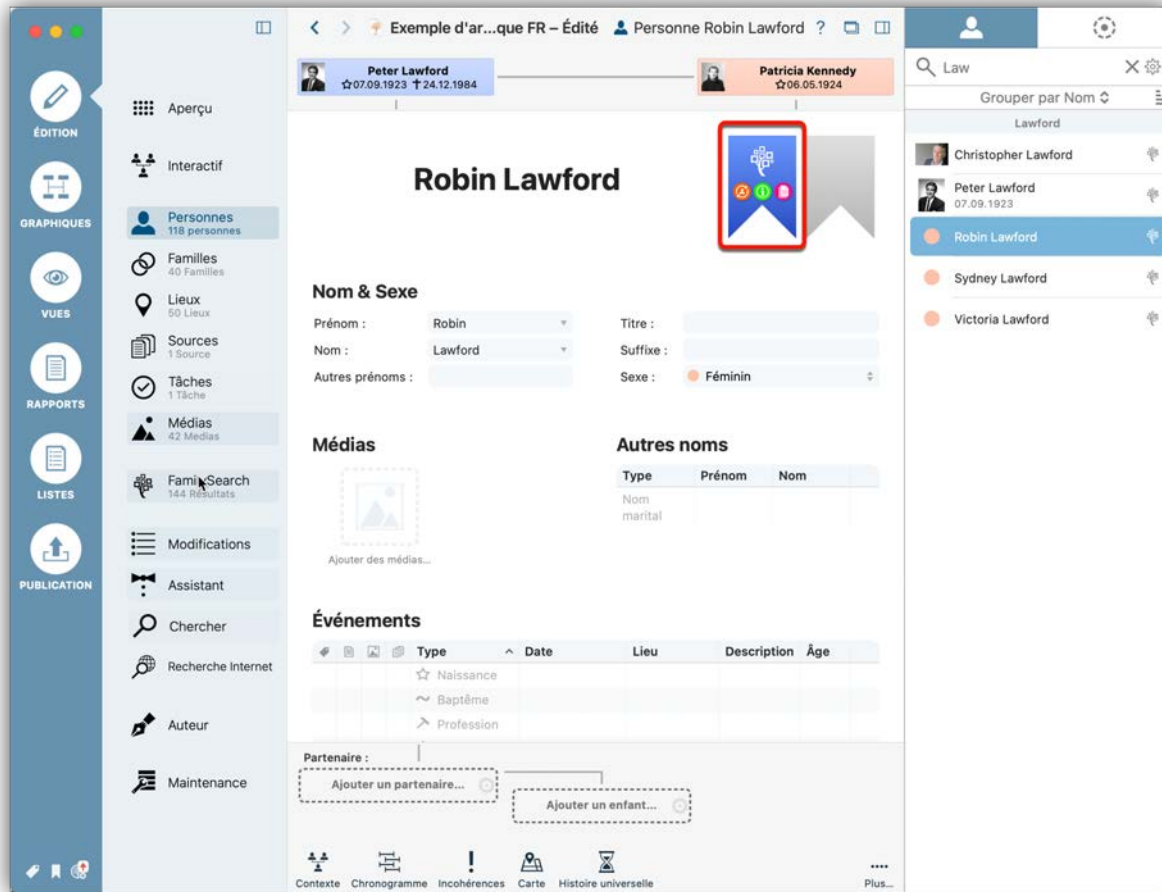 Exemple d'ar...que FR – Édité
Personne Robin Lawford
?
ÉDITION
GRAPHIQUES
VUES
RAPPORTS
LISTES
PUBLICATION
Aperçu
Interactif
Personnes
118 personnes
Familles
40 Familles
Lieux
50 Lieux
Sources
1 Source
Tâches
1 Tâche
Médias
42 Medias
FamilySearch
144 Résultats
Modifications
Assistant
Chercher
Recherche Internet
Auteur
Maintenance
Peter Lawford
☆07.09.1923 ✝24.12.1984
Patricia Kennedy
☆06.05.1924
Robin Lawford
Nom & Sexe
Prénom : Robin
Titre :
Nom : Lawford
Suffixe :
Autres prénoms :
Sexe : Féminin
Médias
Ajouter des médias...
Autres noms
Type Prénom Nom
Nom
marital
Événements
Type Date Lieu Description Âge
Naissance
Baptême
Profession
Partenaire :
Ajouter un partenaire...
Ajouter un enfant...
Contexte Chronogramme Incohérences Carte Histoire universelle Plus...
Law
Grouper par Nom
Lawford
Christopher Lawford
Peter Lawford
07.09.1923
Robin Lawford
Sydney Lawford
Victoria Lawford